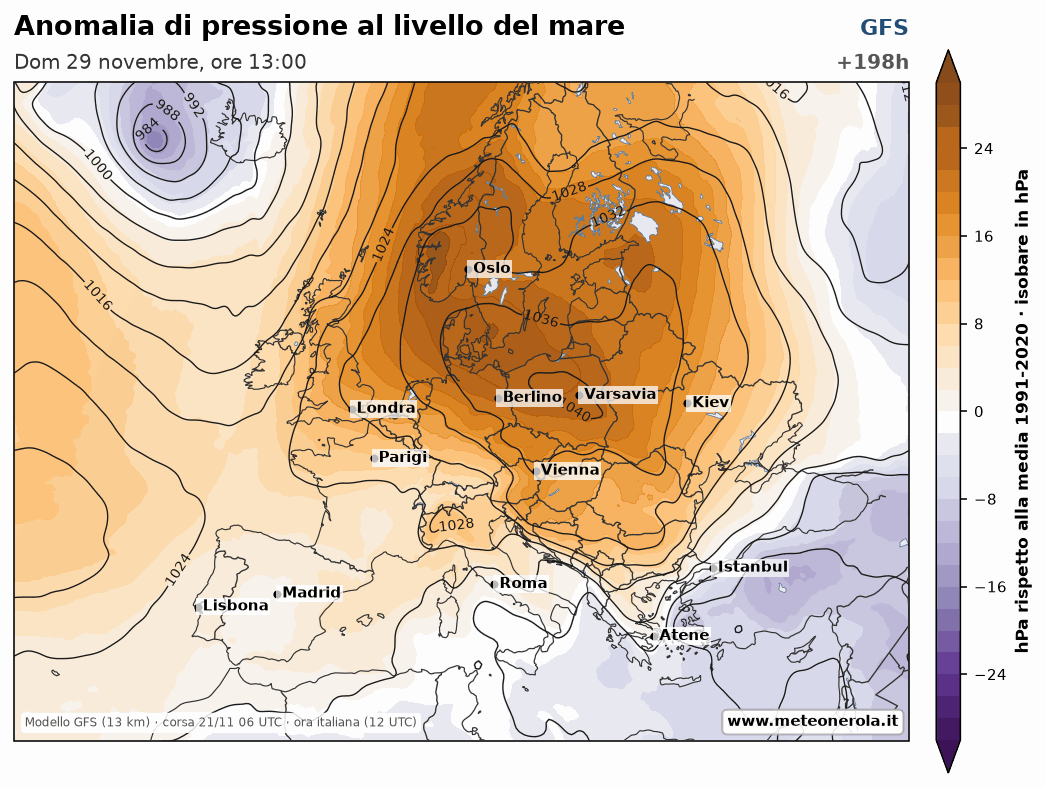 Anomalia di pressione al livello del mare
GFS
Dom 29 novembre, ore 13:00
+198h
1016
12
992
988
984
1000
1028
1032
1024
Oslo
1016
1036
Berlino
Varsavia
Kiev
1040
Londra
Parigi
Vienna
1028
1024
Istanbul
Roma
Madrid
Lisbona
Atene
Modello GFS (13 km) · corsa 21/11 06 UTC · ora italiana (12 UTC)
www.meteonerola.it
24
16
8
0
−8
−16
−24
hPa rispetto alla media 1991-2020 · isobare in hPa